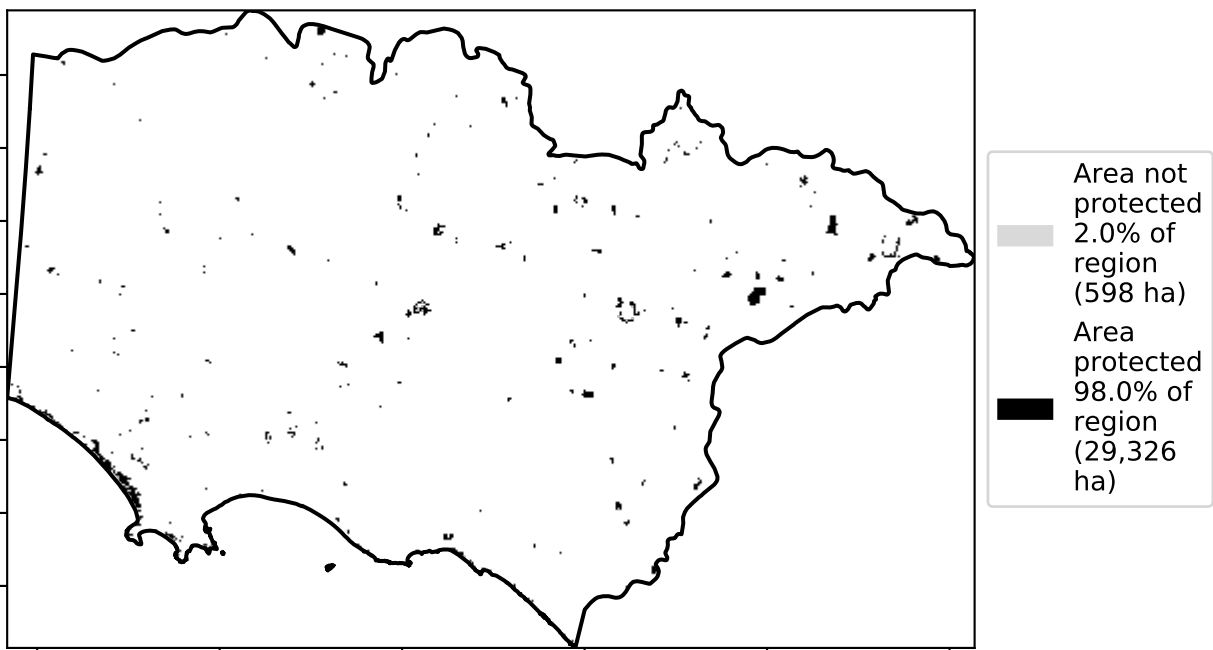 Area not
protected
2.0% of
region
(598 ha)
Area
protected
98.0% of
region
(29,326
ha)